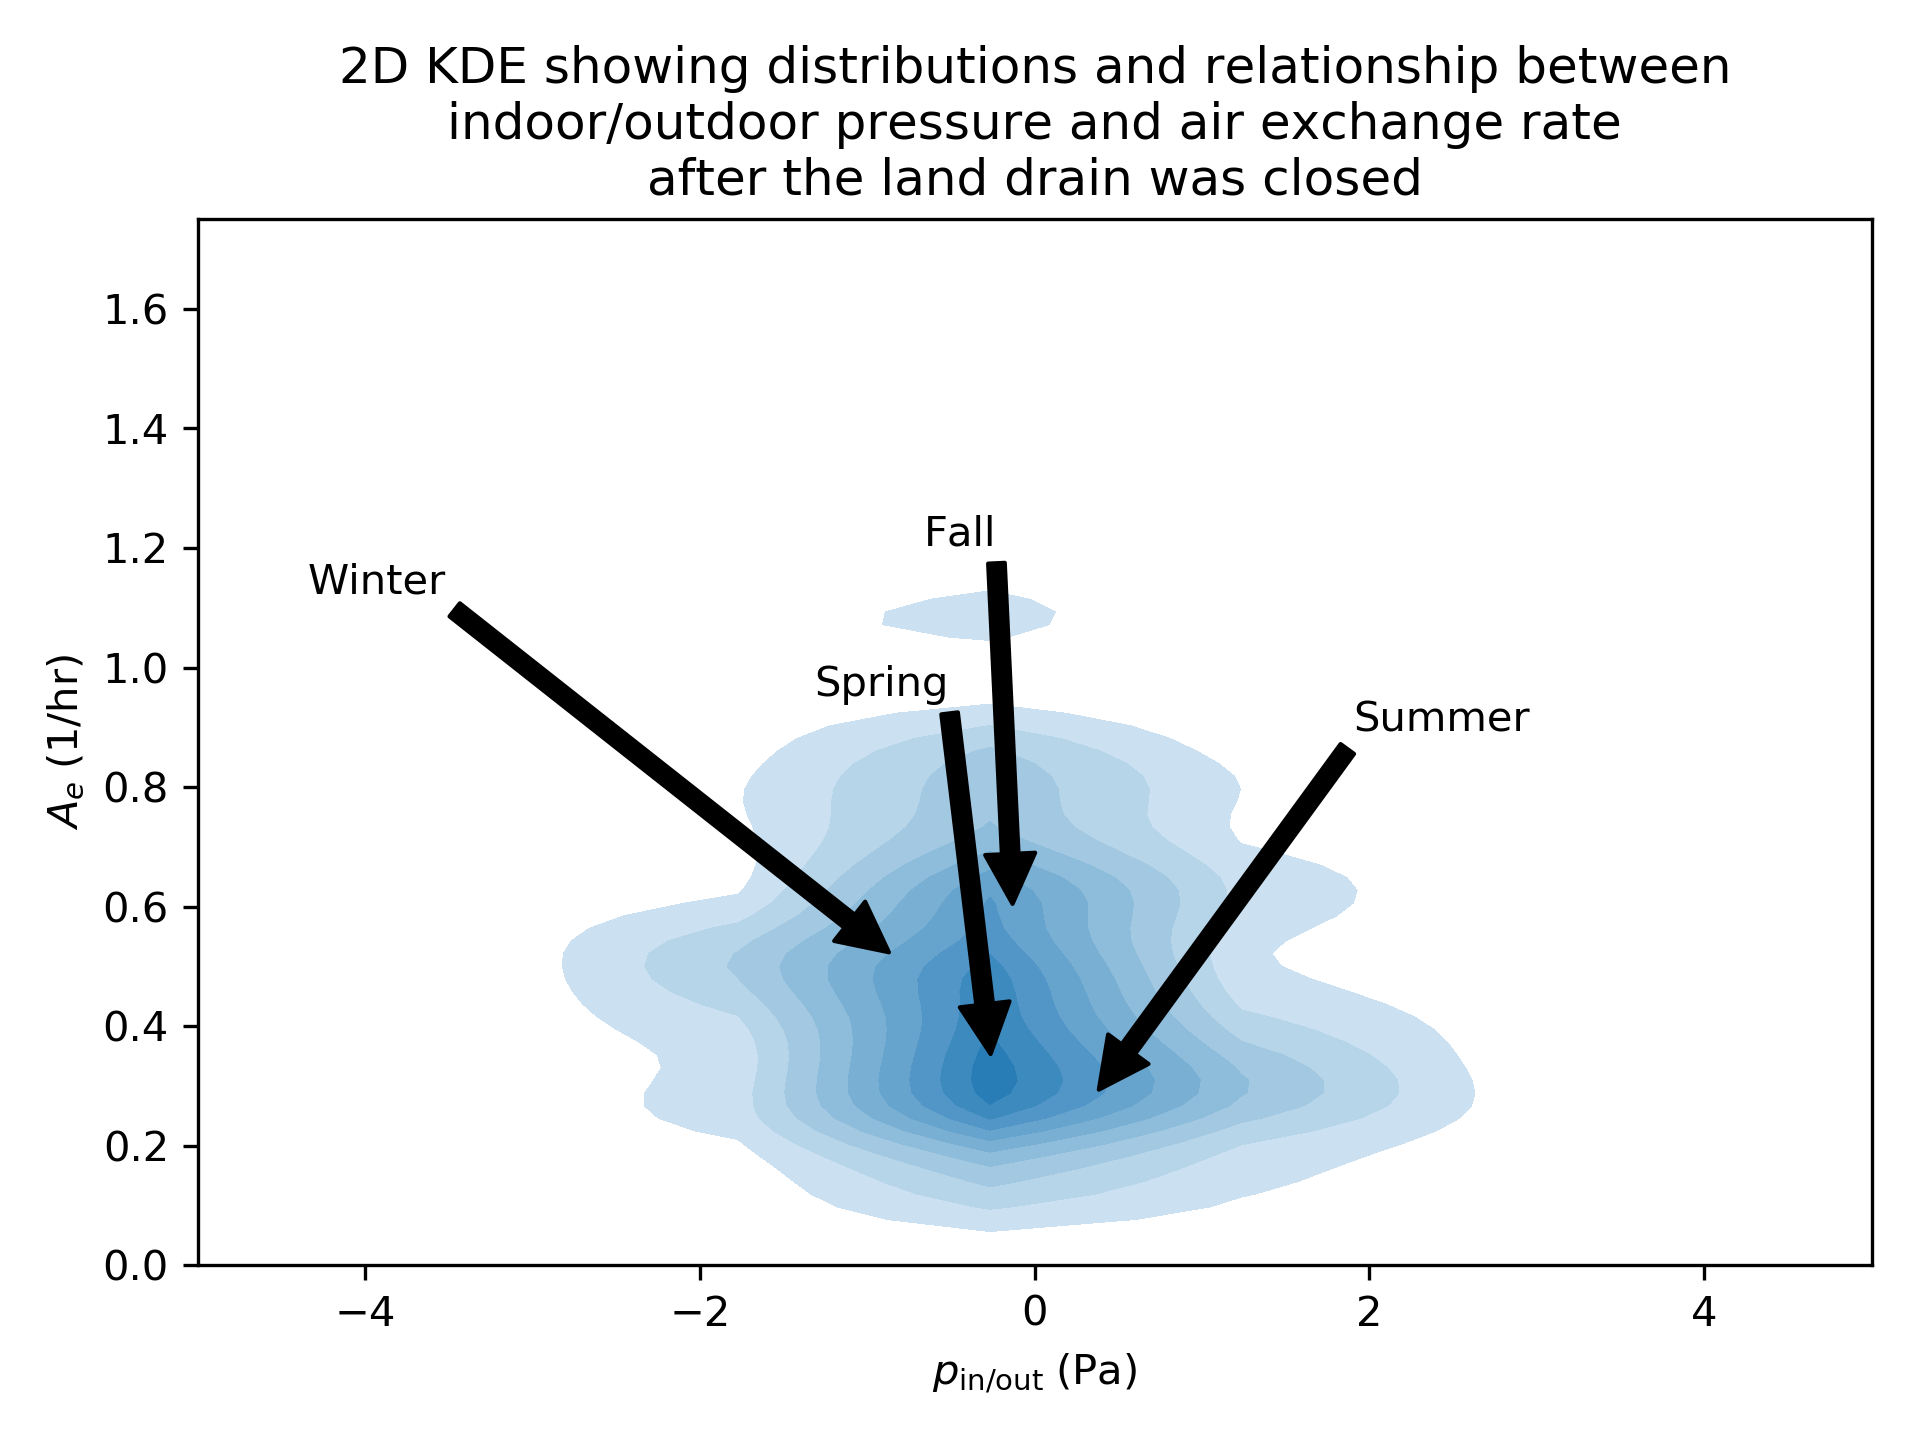 2D KDE showing distributions and relationship between
indoor/outdoor pressure and air exchange rate
after the land drain was closed
1.6
1.4
1.2
1.0
0.8
0.6
0.4
0.2
0.0
A_e (1/hr)
Fall
Winter
Spring
Summer
−4 −2 0 2 4
p_in/out (Pa)